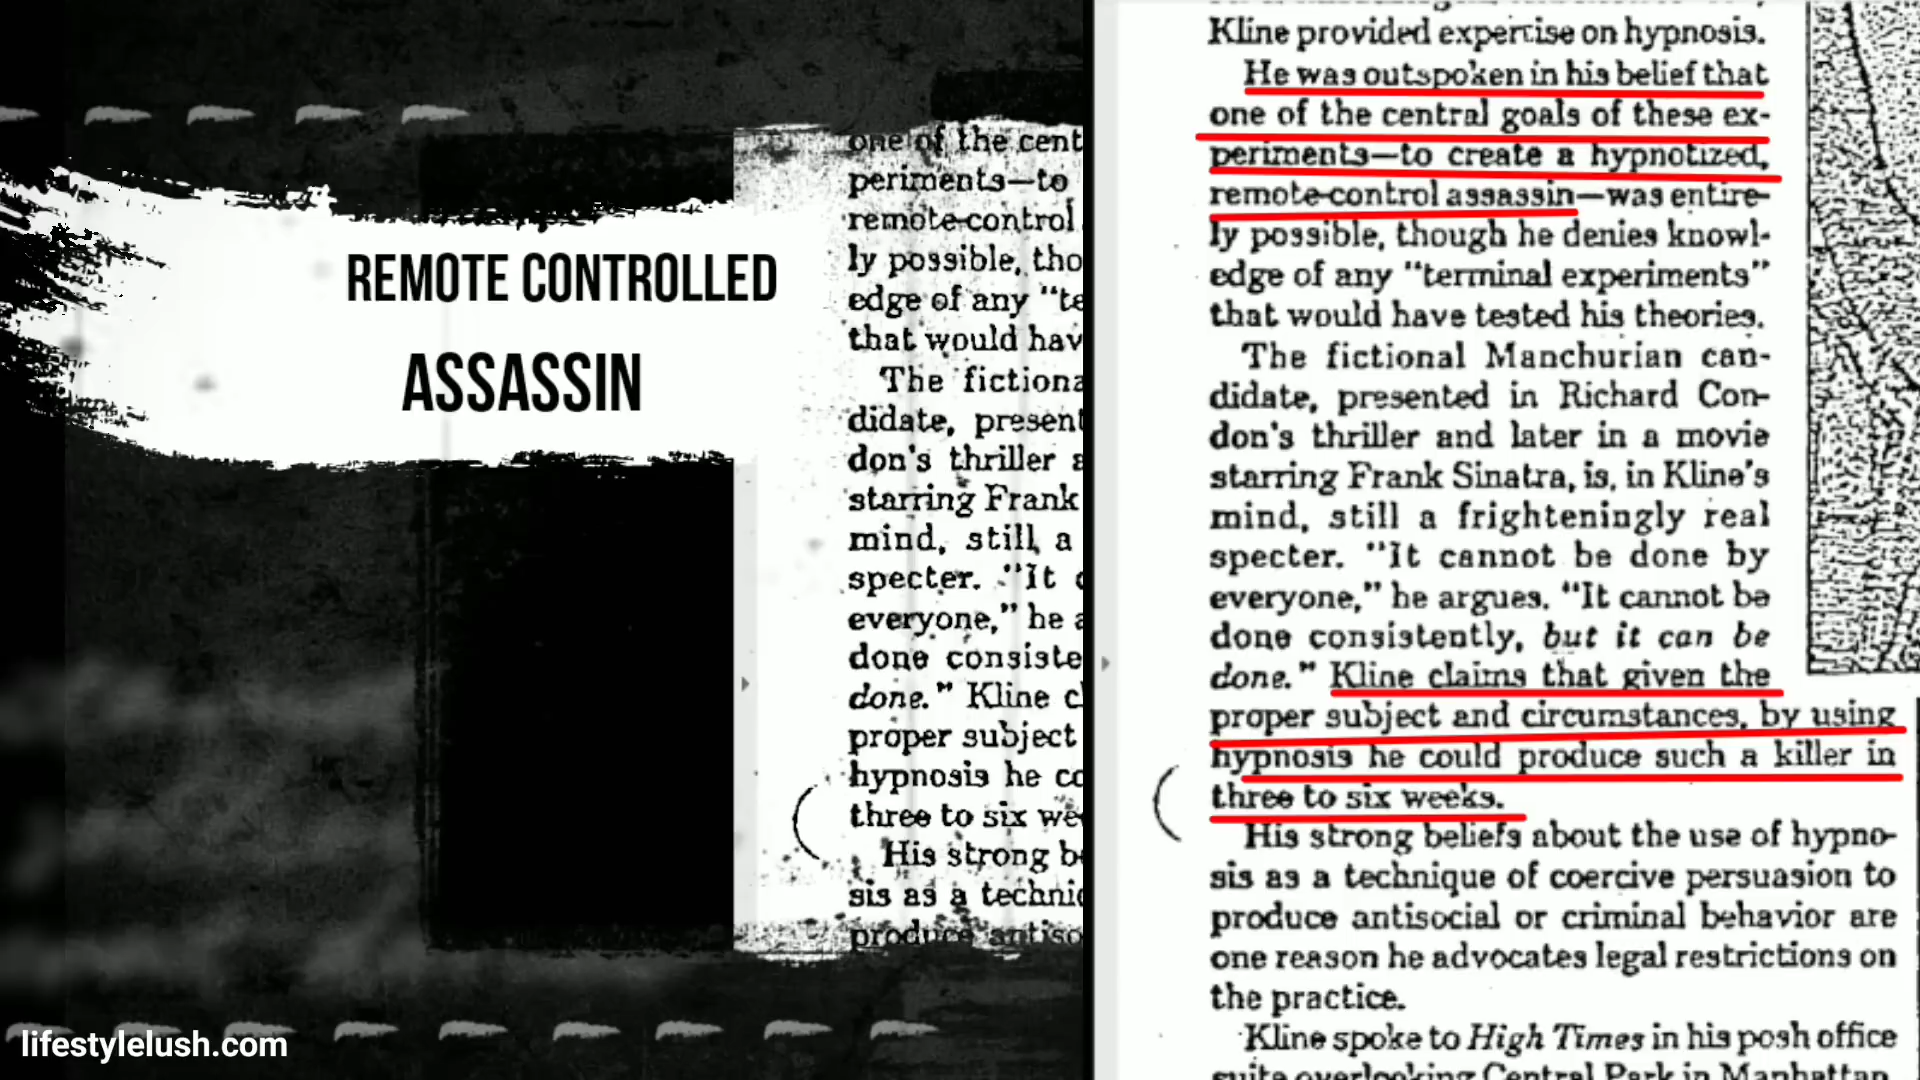 REMOTE CONTROLLED
ASSASSIN
one of the cent
periments—to
remote-control
ly possible, tho
edge of any "te
that would hav
The fictiona
didate, present
don's thriller a
starring Frank
mind, still a
specter. "It c
everyone," he a
done consiste
done." Kline cl
proper subject
hypnosis he co
three to six we
His strong be
sis as a techniq
produce antiso
lifestylelush.com
Kline provided expertise on hypnosis.
He was outspoken in his belief that
one of the central goals of these ex-
periments—to create a hypnotized,
remote-control assassin—was entire-
ly possible, though he denies knowl-
edge of any "terminal experiments"
that would have tested his theories.
The fictional Manchurian can-
didate, presented in Richard Con-
don's thriller and later in a movie
starring Frank Sinatra, is, in Kline's
mind, still a frighteningly real
specter. "It cannot be done by
everyone," he argues. "It cannot be
done consistently, but it can be
done." Kline claims that given the
proper subject and circumstances, by using
hypnosis he could produce such a killer in
three to six weeks.
His strong beliefs about the use of hypno-
sis as a technique of coercive persuasion to
produce antisocial or criminal behavior are
one reason he advocates legal restrictions on
the practice.
Kline spoke to High Times in his posh office
suite overlooking Central Park in Manhattan.